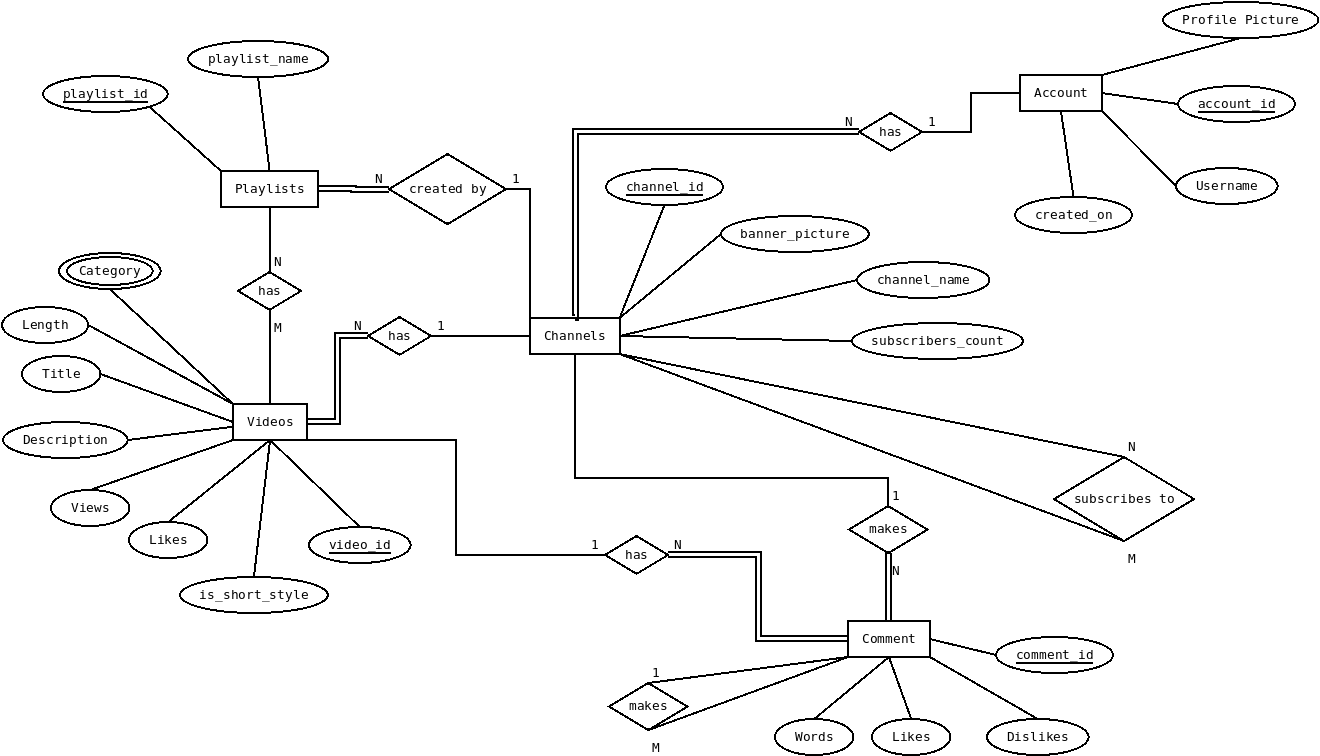 Profile Picture
playlist_name
playlist_id
Account
account_id
N
has
1
Playlists
N
created by
1
channel_id
Username
created_on
banner_picture
N
Category
channel_name
has
Length
M
N
has
1
Channels
subscribers_count
Title
Videos
Description
N
subscribes to
1
Views
makes
Likes
video_id
1
has
N
M
N
is_short_style
Comment
comment_id
1
makes
Words
Likes
Dislikes
M